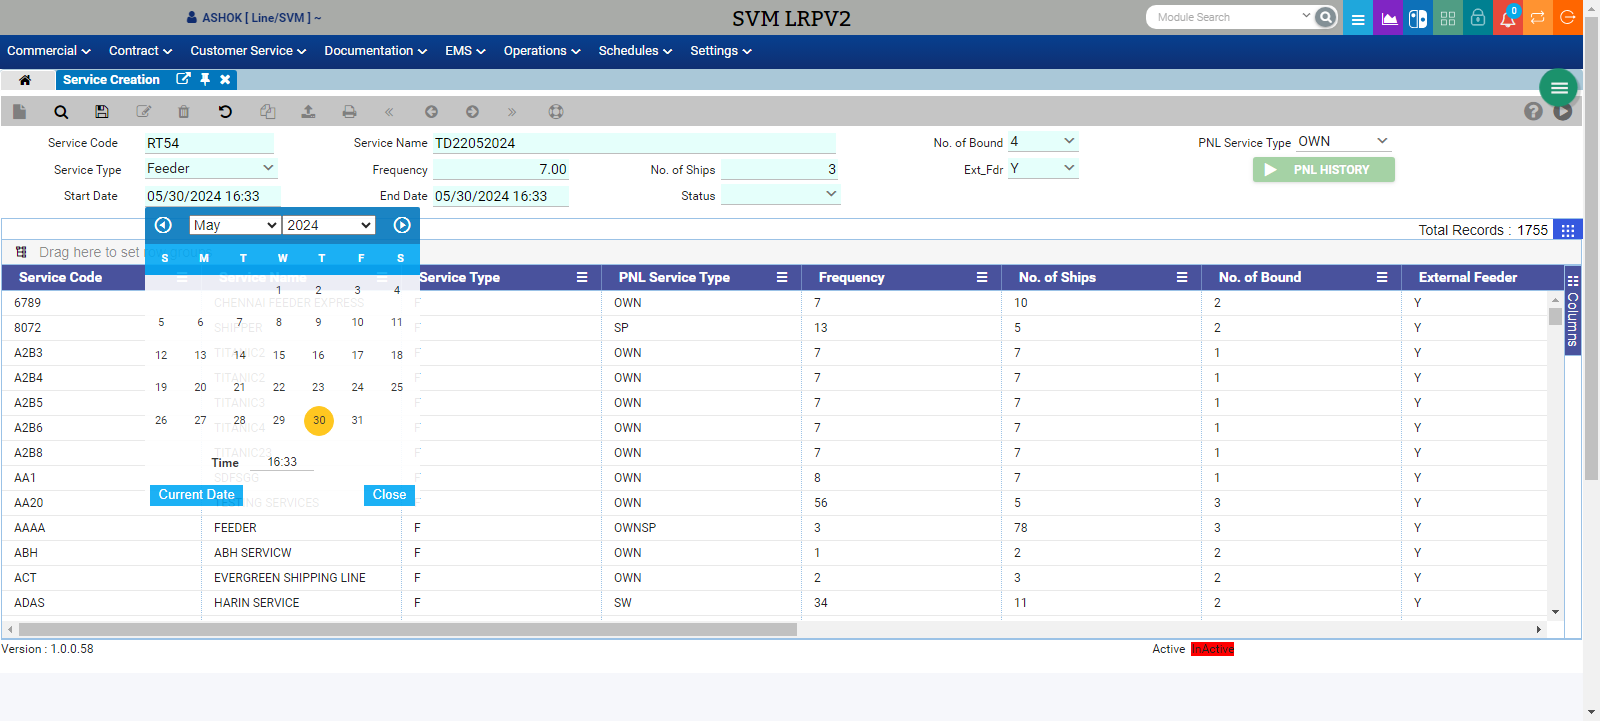 ASHOK [ Line/SVM ] ~ SVM LRPV2 Module Search 0
Commercial Contract Customer Service Documentation EMS Operations Schedules Settings
Service Creation
Service Code RT54 Service Name TD22052024 No. of Bound 4 PNL Service Type OWN
Service Type Feeder Frequency 7.00 No. of Ships 3 Ext_Fdr Y PNL HISTORY
Start Date 05/30/2024 16:33 End Date 05/30/2024 16:33 Status
May 2024
Total Records : 1755
Drag here to set row groups
S M T W T F S
Service Code Service Name Service Type PNL Service Type Frequency No. of Ships No. of Bound External Feeder
Columns
1 2 3 4
5 6 7 8 9 10 11
12 13 14 15 16 17 18
19 20 21 22 23 24 25
26 27 28 29 30 31
Time 16:33
Current Date Close
6789 CHENNAI FEEDER EXPRESS F OWN 7 10 2 Y
8072 SHIPPER F SP 13 5 2 Y
A2B3 TITANIC2 F OWN 7 7 1 Y
A2B4 TITANIC2 F OWN 7 7 1 Y
A2B5 TITANIC3 F OWN 7 7 1 Y
A2B6 TITANIC4 F OWN 7 7 1 Y
A2B8 TITANIC23 F OWN 7 7 1 Y
AA1 SDFSGG F OWN 8 7 1 Y
AA20 TESTING SERVICES F OWN 56 5 3 Y
AAAA FEEDER F OWNSP 3 78 3 Y
ABH ABH SERVICW F OWN 1 2 2 Y
ACT EVERGREEN SHIPPING LINE F OWN 2 3 2 Y
ADAS HARIN SERVICE F SW 34 11 2 Y
Version : 1.0.0.58 Active InActive